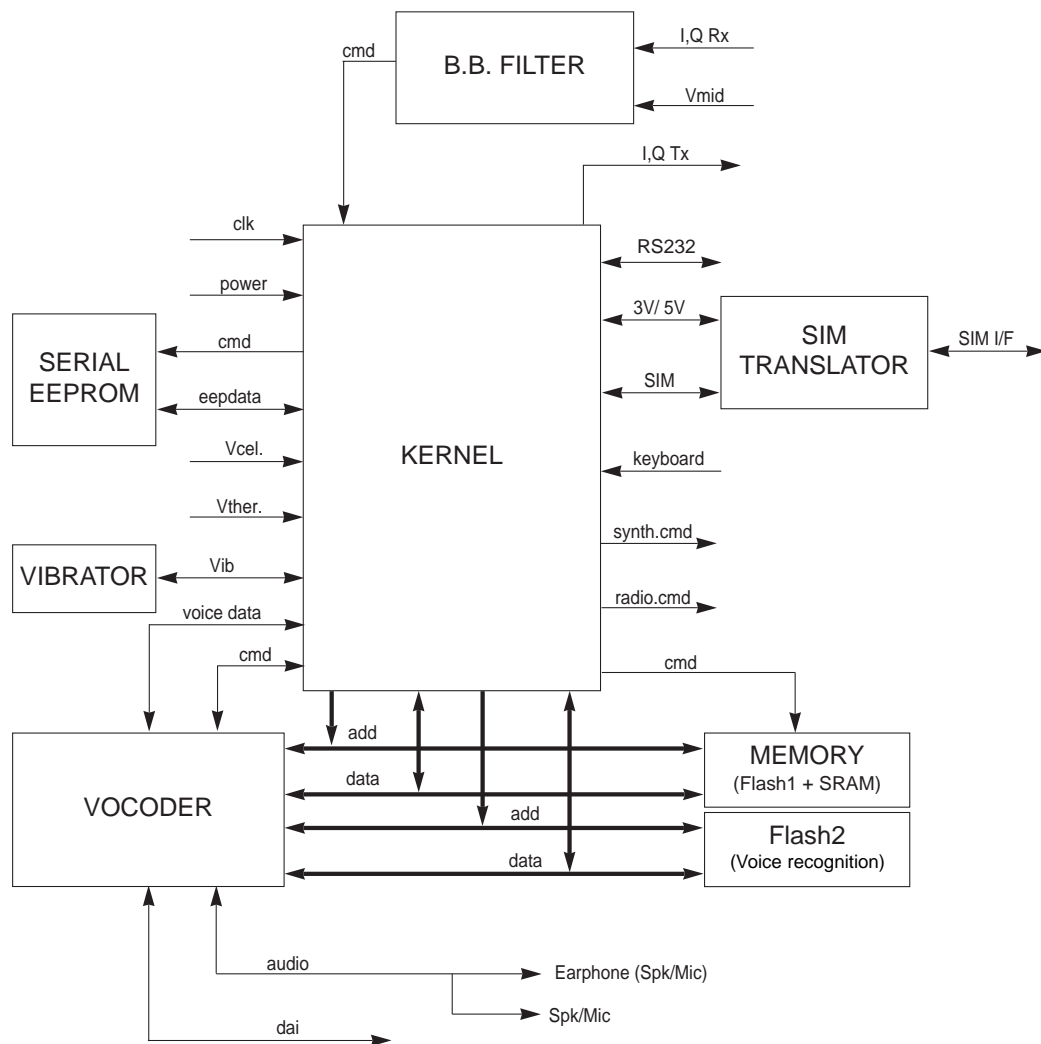 I,Q Rx
cmd
B.B. FILTER
Vmid
I,Q Tx
clk
RS232
power
3V/ 5V
cmd
SERIAL
EEPROM
SIM
TRANSLATOR
SIM I/F
eepdata
SIM
Vcel.
KERNEL
keyboard
Vther.
synth.cmd
VIBRATOR
Vib
radio.cmd
voice data
cmd
cmd
add
MEMORY
(Flash1 + SRAM)
data
VOCODER
add
Flash2
(Voice recognition)
data
audio
Earphone (Spk/Mic)
Spk/Mic
dai